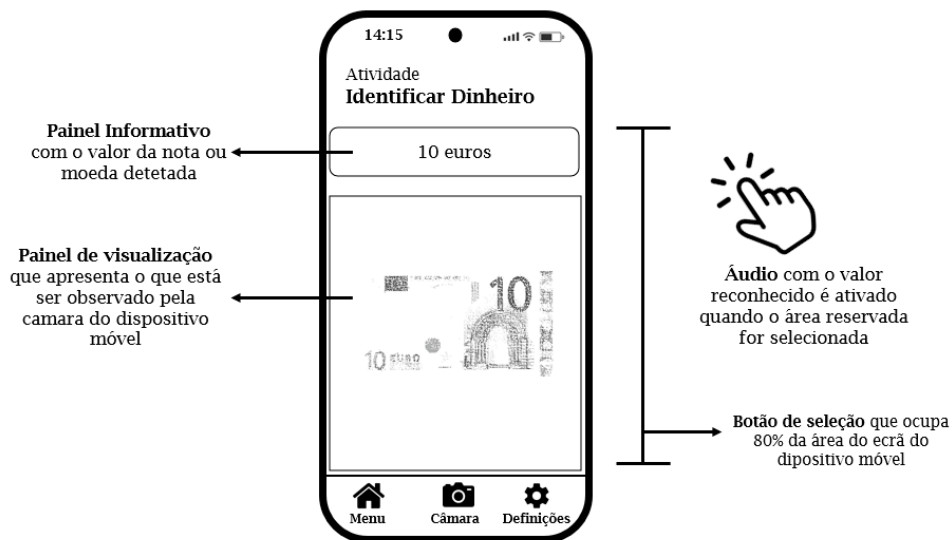 14:15
Atividade
Identificar Dinheiro
10 euros
Painel Informativo
com o valor da nota ou
moeda detetada
Painel de visualização
que apresenta o que está
ser observado pela
camara do dispositivo
móvel
10
10 EURO
Áudio com o valor
reconhecido é ativado
quando o área reservada
for selecionada
Botão de seleção que ocupa
80% da área do ecrã do
dipositivo móvel
Menu
Câmara
Definições